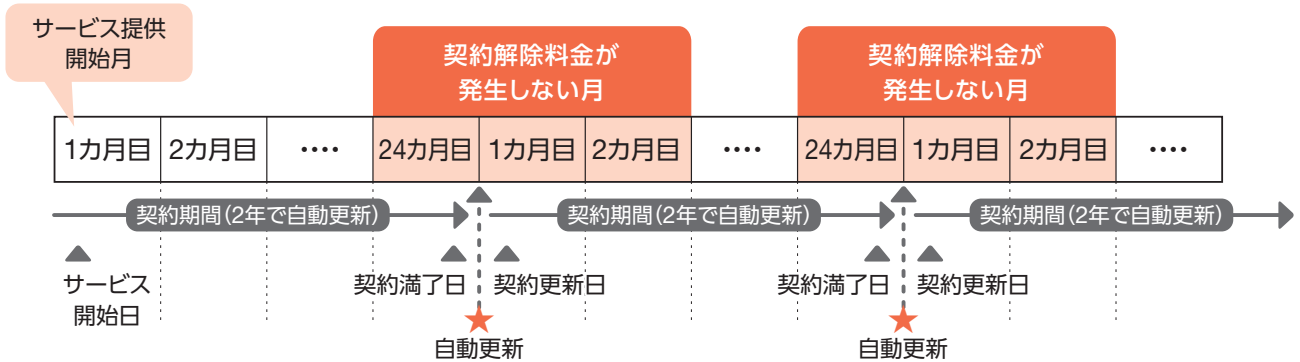 サービス提供
開始月
契約解除料金が
発生しない月
契約解除料金が
発生しない月
1カ月目 2カ月目 ···· 24カ月目 1カ月目 2カ月目 ···· 24カ月目 1カ月目 2カ月目 ····
契約期間(2年で自動更新) 契約期間(2年で自動更新) 契約期間(2年で自動更新)
サービス
開始日
契約満了日 契約更新日
契約満了日 契約更新日
自動更新
自動更新